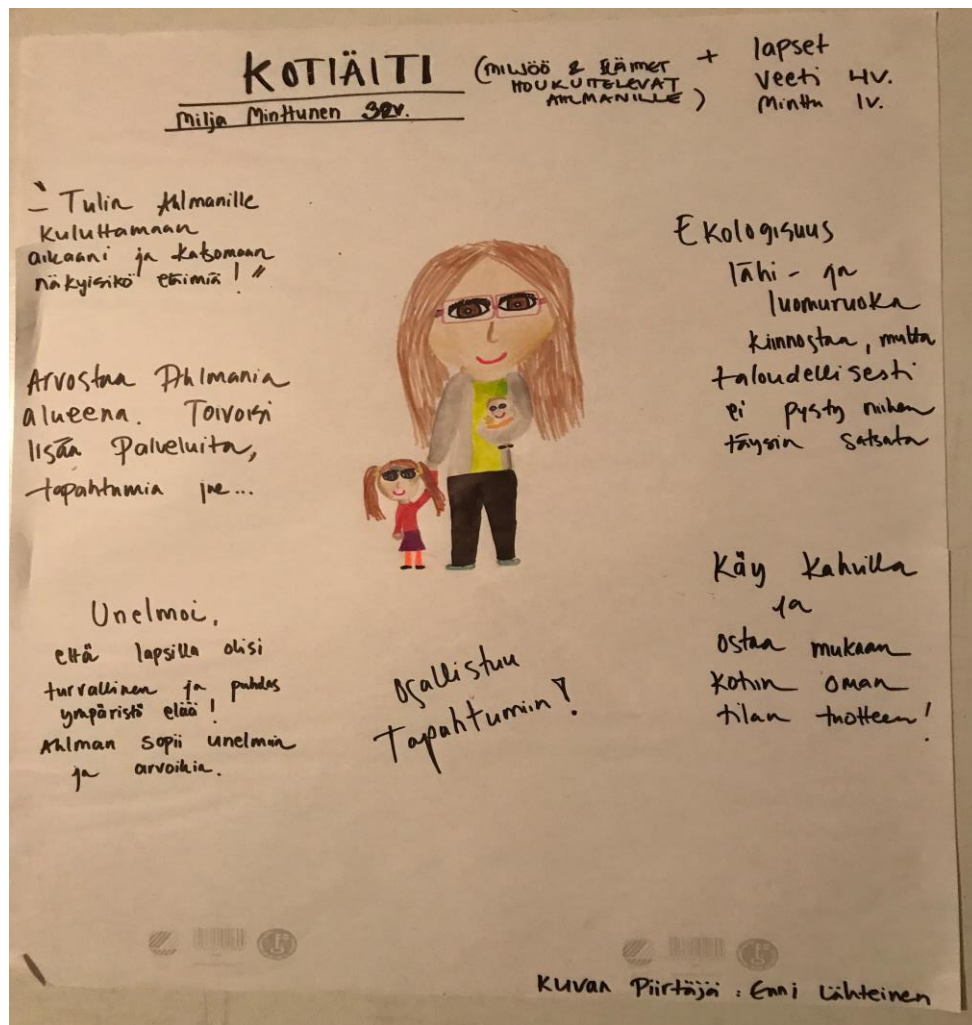 KOTIÄITI
Milja Minttunen 32v.
(MILJÖÖ & ELÄIMET
HOUKUTTELEVAT
AHLMANILLE)
+ lapset
Veeti 4v.
Minttu 1v.
– Tulin Ahlmanille
kuluttamaan
aikaani ja katsomaan
näkyisikö eläimiä!"
Arvostaa Ahlmania
alueena. Toivoisi
lisää Palveluita,
tapahtumia jne...
Unelmoi,
että lapsilla olisi
turvallinen ja puhdas
ympäristö elää!
Ahlman sopii unelmiin
ja arvoihin.
Osallistuu
Tapahtumiin!
Ekologisuus
lähi- ja
luomuruoka
kiinnostaa, mutta
taloudellisesti
ei pysty niihin
täysin satsata
Käy kahvilla
ja
ostaa mukaan
kotiin oman
tilan tuotteen!
Kuvan Piirtäjä: Enni Lähteinen